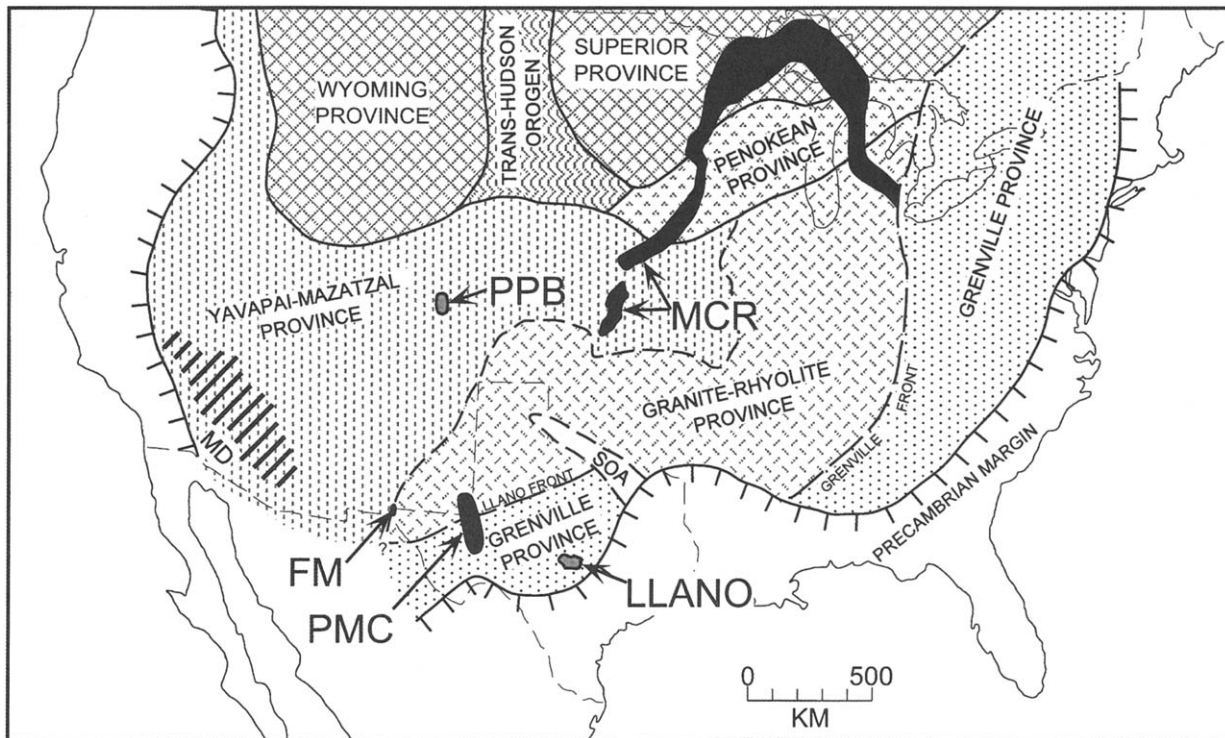 SUPERIOR
PROVINCE
WYOMING
PROVINCE
TRANS-HUDSON
OROGEN
PENOKEAN
PROVINCE
GRENVILLE PROVINCE
YAVAPAI-MAZATZAL
PROVINCE
PPB
MCR
GRANITE-RHYOLITE
PROVINCE
FRONT
GRENVILLE
MD
SOA
LLANO FRONT
GRENVILLE
PROVINCE
PRECAMBRIAN MARGIN
?
FM
PMC
LLANO
0 500
KM